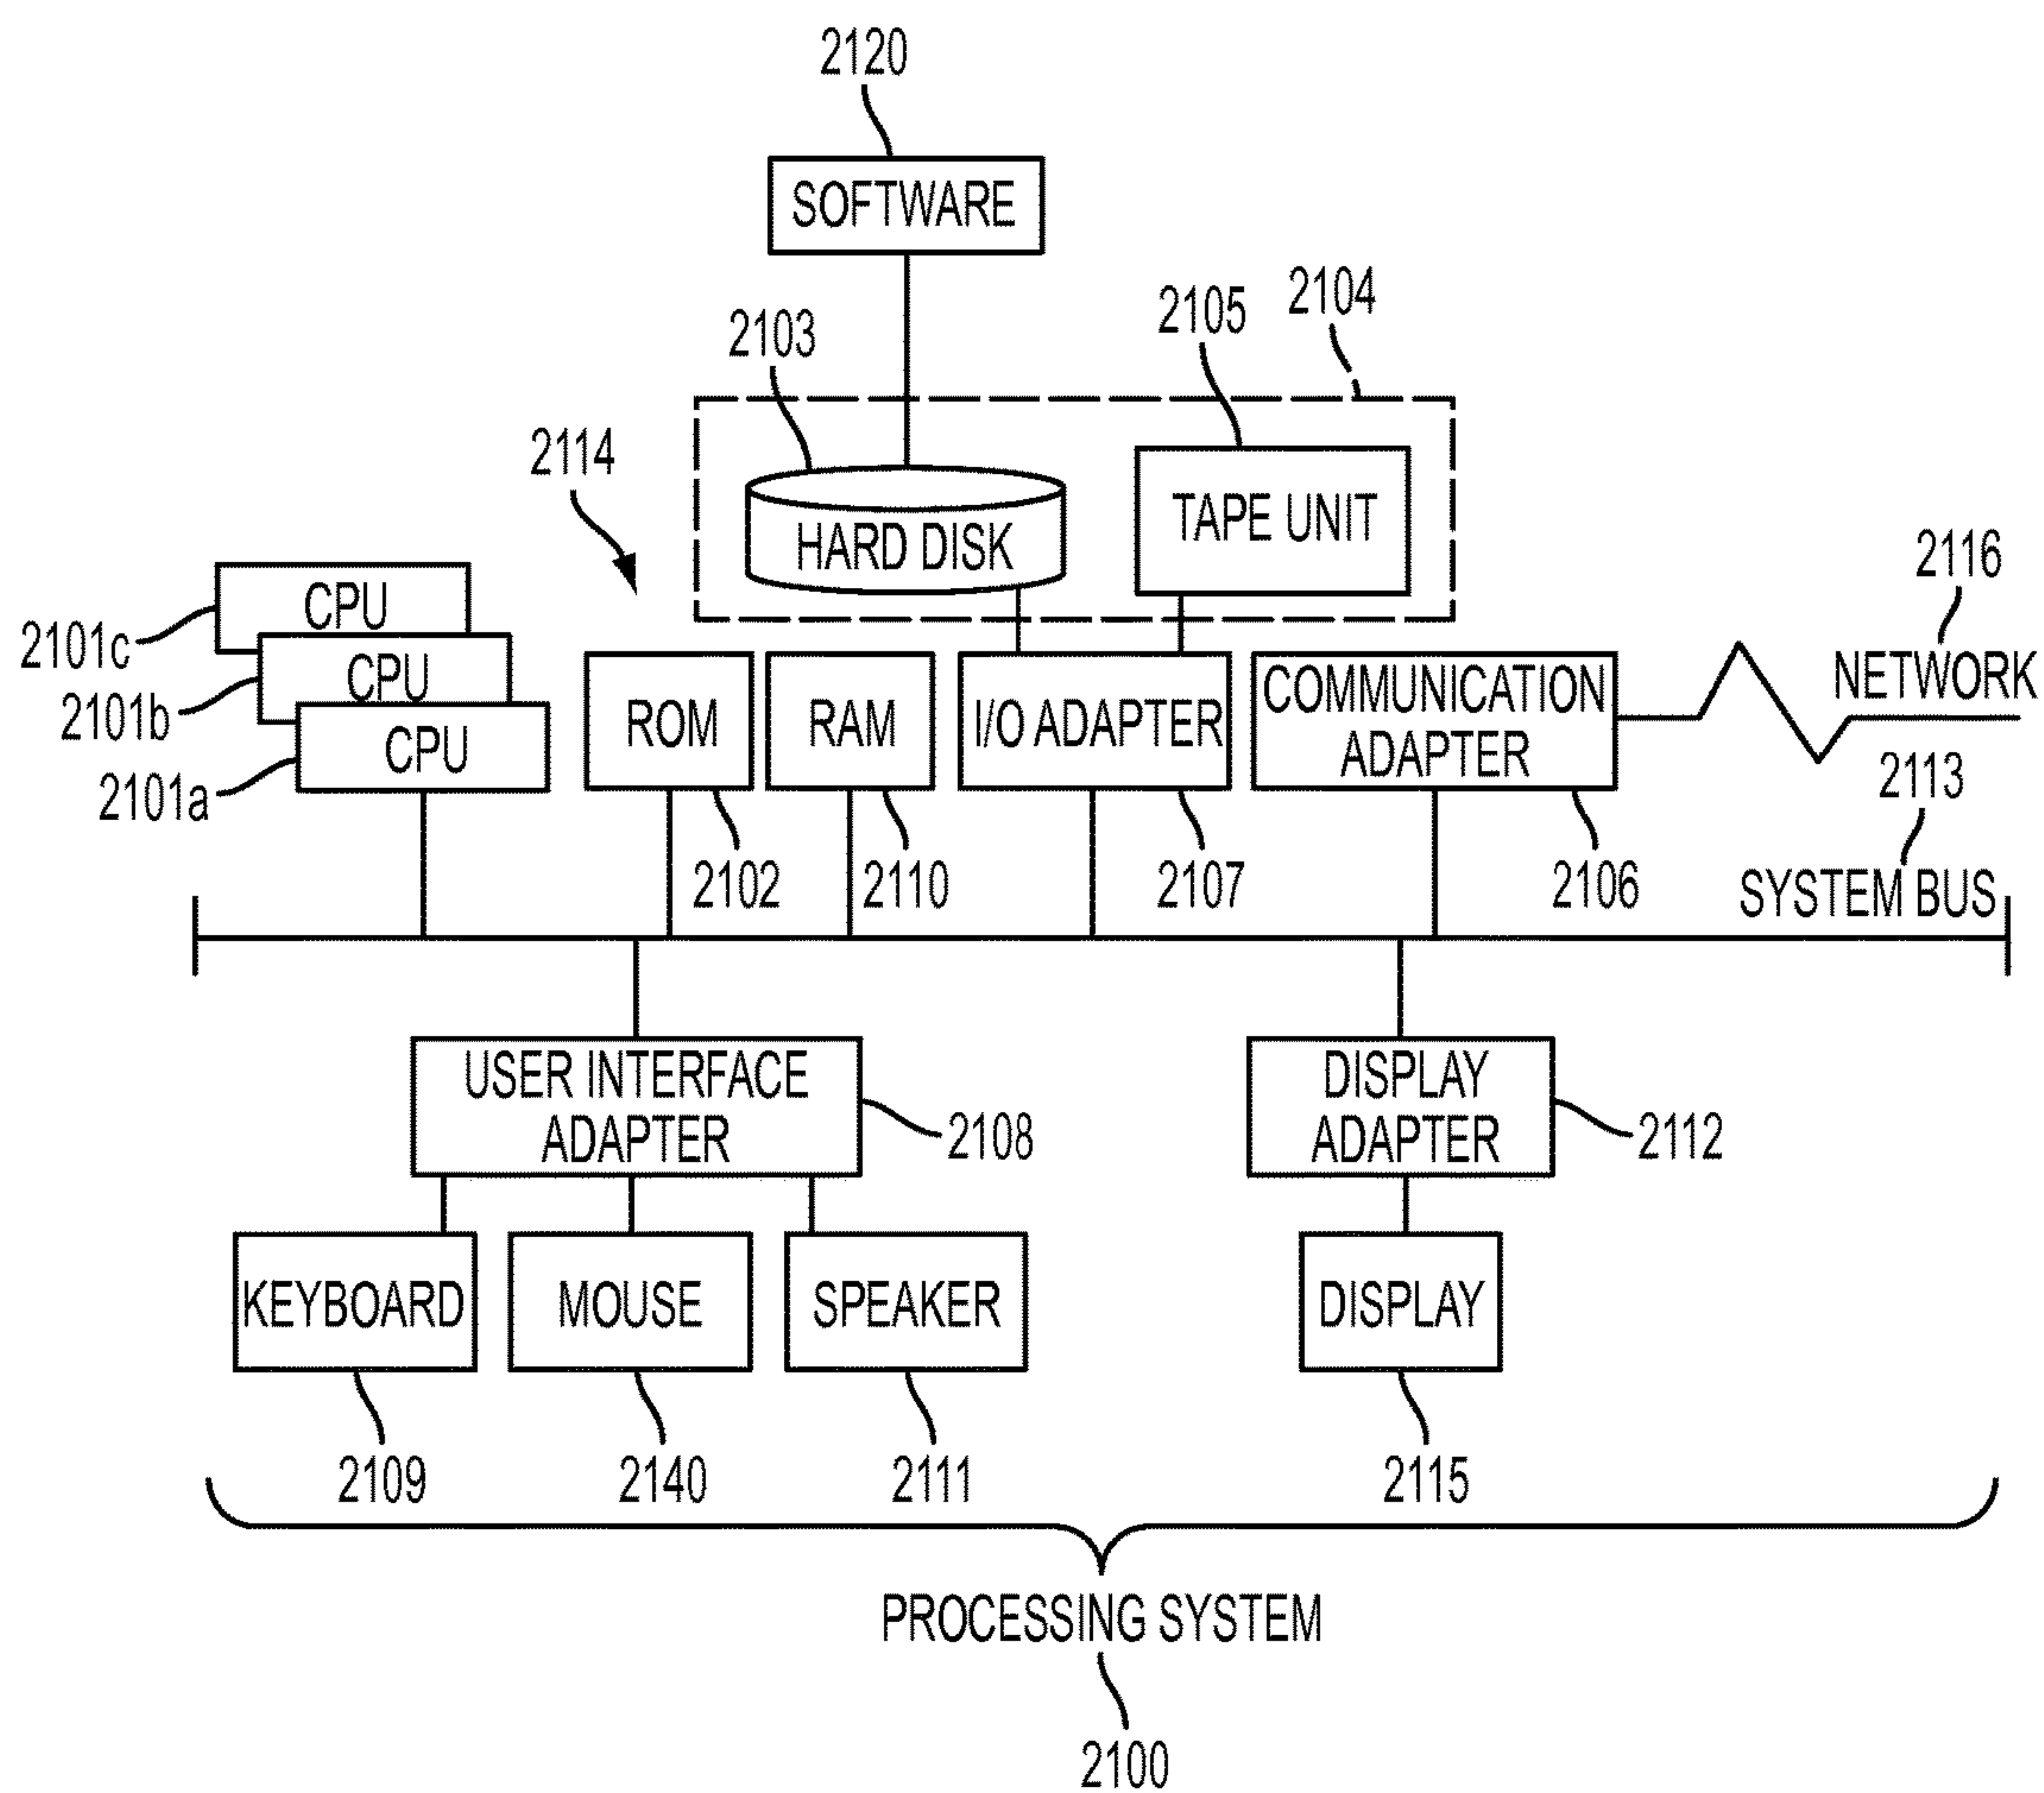 2120
SOFTWARE
2104
2105
2103
2114
HARD DISK
TAPE UNIT
2116
NETWORK
CPU
2101c
CPU
2101b
CPU
2101a
ROM
RAM
I/O ADAPTER
COMMUNICATION
ADAPTER
2113
SYSTEM BUS
2102
2110
2107
2106
USER INTERFACE
ADAPTER
2108
DISPLAY
ADAPTER
2112
KEYBOARD
MOUSE
SPEAKER
DISPLAY
2109
2140
2111
2115
PROCESSING SYSTEM
2100